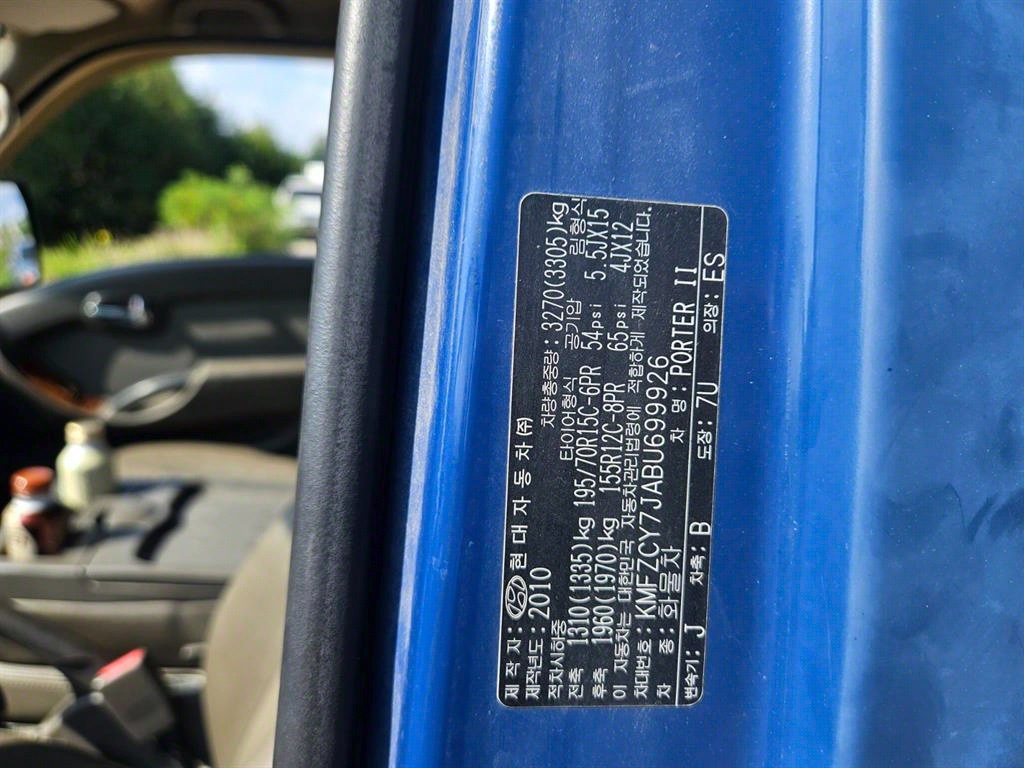 제 작 자 : 현 대 자 동 차 (주)
제작년도 : 2010 차량총중량 : 3270(3305)kg
적차시하중 타이어형식 공기압 림형식
전축 1310(1335)kg 195/70R15C-6PR 54psi 5.5JX15
후축 1960(1970)kg 155R12C-8PR 65psi 4JX12
이 자동차는 대한민국 자동차관리법령에 적합하게 제작되었습니다.
차대번호 : KMFZCY7JABU699926
차 종 : 화물차 차 명 : PORTER II
변속기 : J 차축 : B 도장 : 7U 의장 : ES